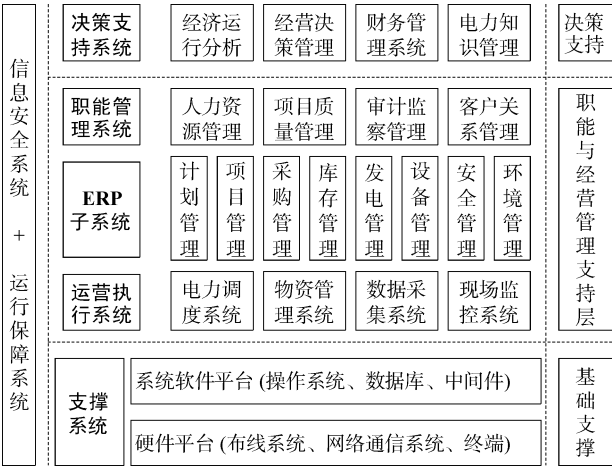 信息安全系统 + 运行保障系统
决策支
持系统
经济运
行分析
经营决
策管理
财务管
理系统
电力知
识管理
决策
支持
职能管
理系统
人力资
源管理
项目质
量管理
审计监
察管理
客户关
系管理
职能与经营管理支持层
ERP
子系统
计划管理
项目管理
采购管理
库存管理
发电管理
设备管理
安全管理
环境管理
运营执
行系统
电力调
度系统
物资管
理系统
数据采
集系统
现场监
控系统
支撑
系统
系统软件平台 (操作系统、数据库、中间件)
硬件平台 (布线系统、网络通信系统、终端)
基础支撑